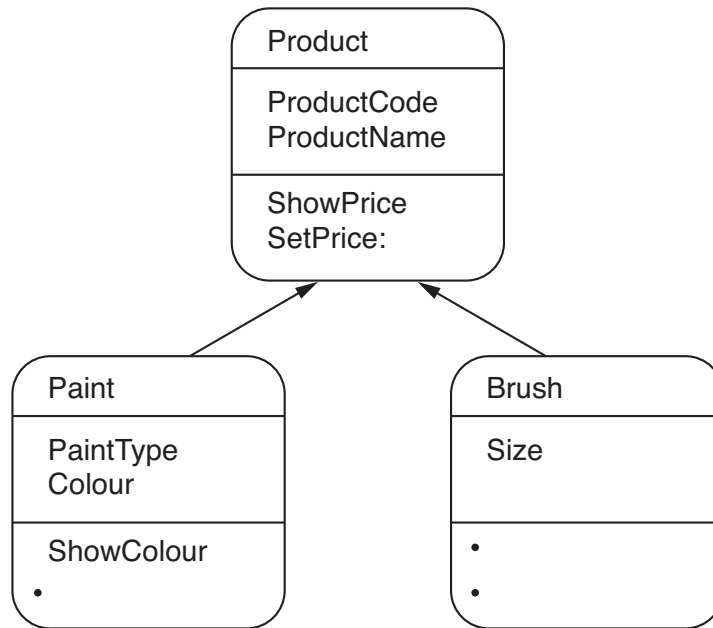 Product
ProductCode
ProductName
ShowPrice
SetPrice:
Paint
PaintType
Colour
ShowColour
•
Brush
Size
•
•